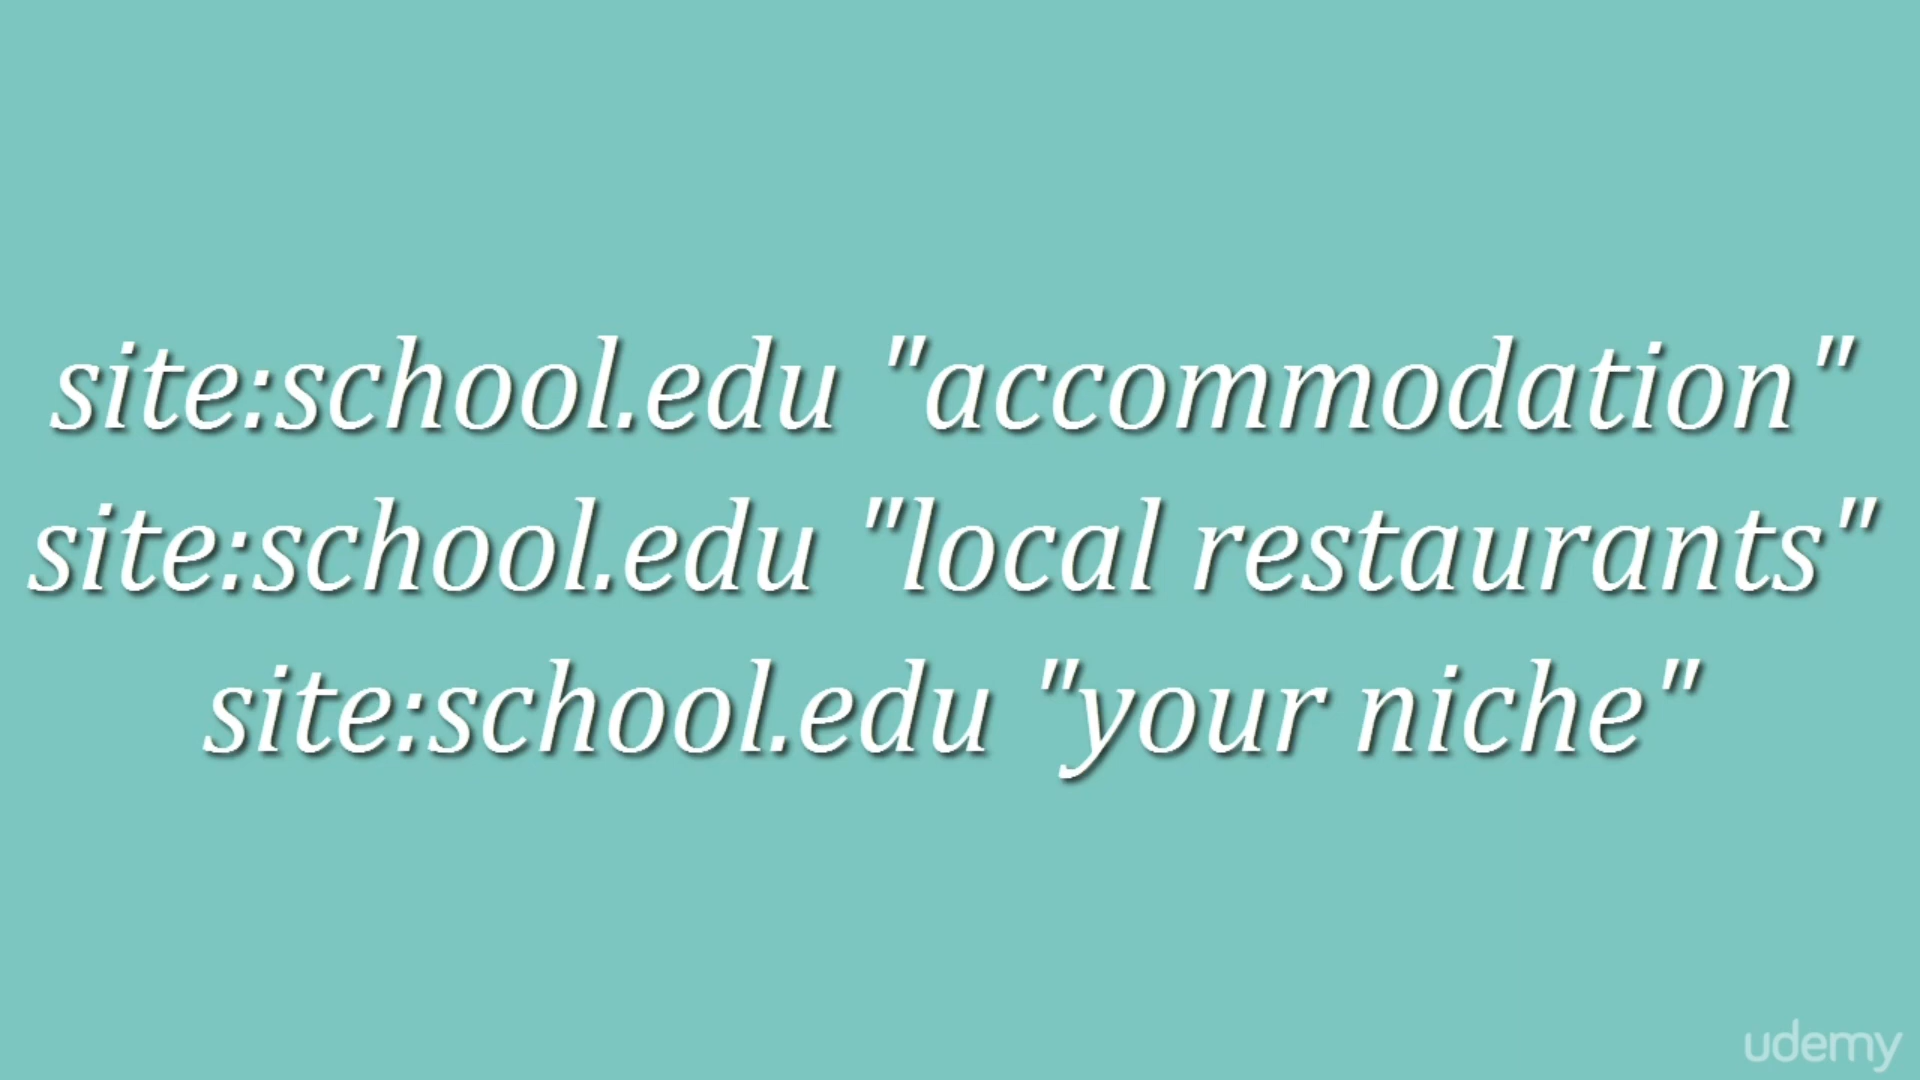 site:school.edu "accommodation"
site:school.edu "local restaurants"
site:school.edu "your niche"
udemy